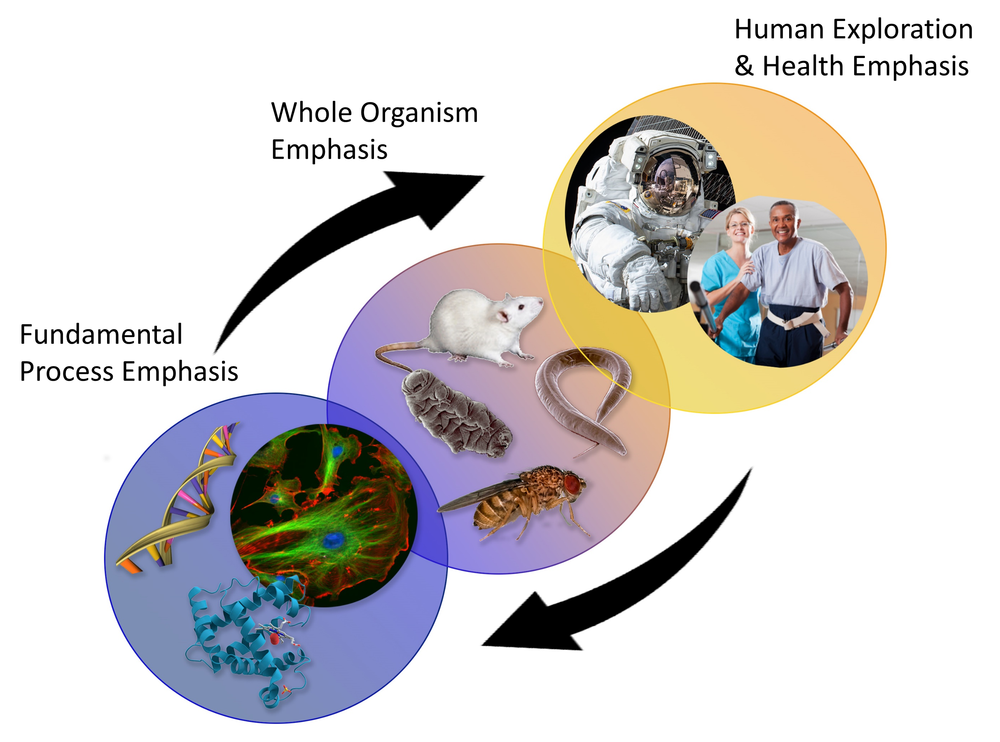 Human Exploration
& Health Emphasis
Whole Organism
Emphasis
Fundamental
Process Emphasis